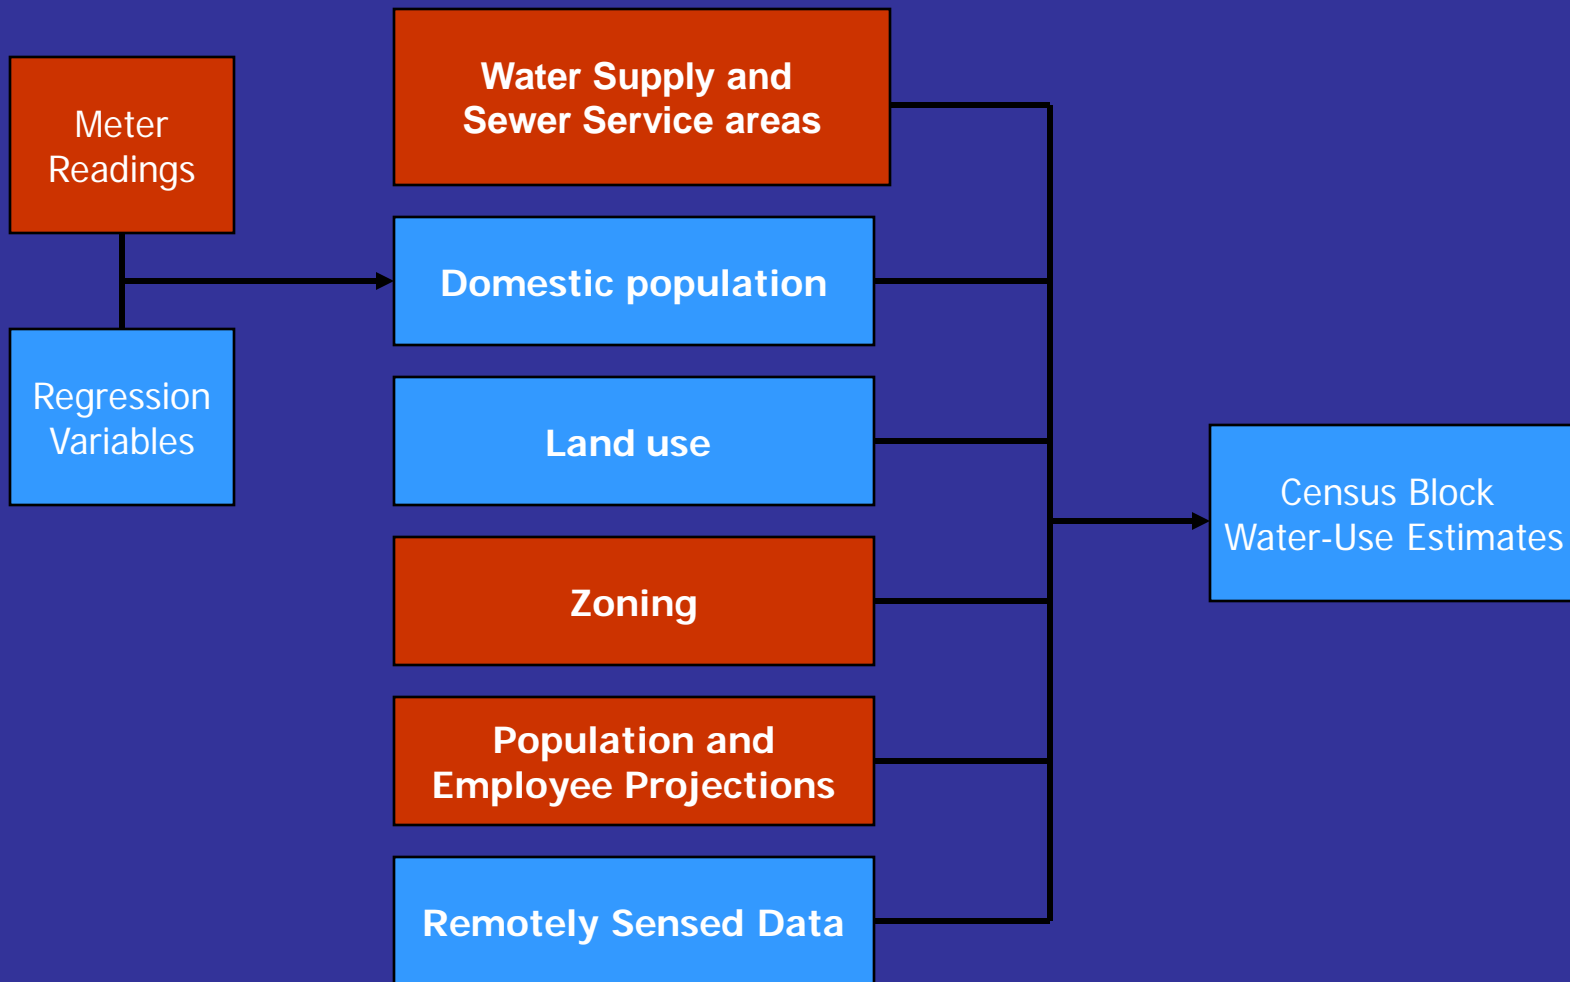 Meter
Readings
Regression
Variables
Water Supply and
Sewer Service areas
Domestic population
Land use
Zoning
Population and
Employee Projections
Remotely Sensed Data
Census Block
Water-Use Estimates